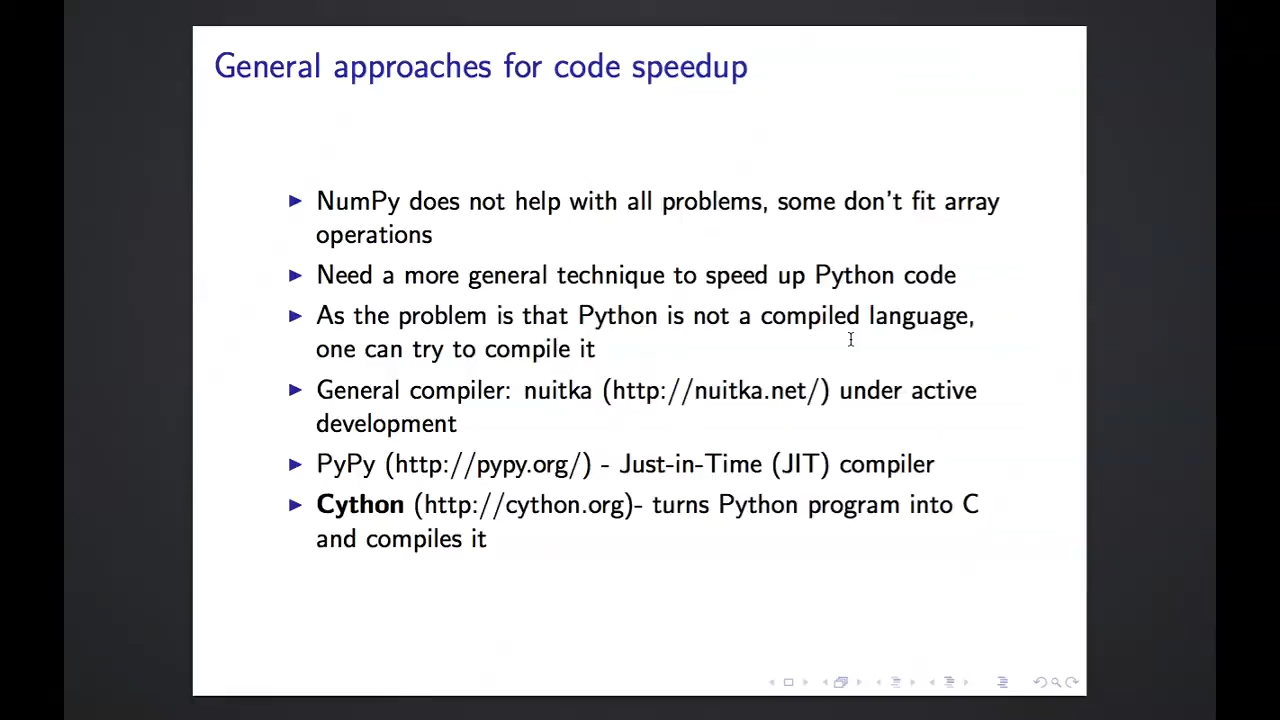 General approaches for code speedup
NumPy does not help with all problems, some don't fit array
operations
Need a more general technique to speed up Python code
As the problem is that Python is not a compiled language,
one can try to compile it
General compiler: nuitka (http://nuitka.net/) under active
development
PyPy (http://pypy.org/) - Just-in-Time (JIT) compiler
Cython (http://cython.org)- turns Python program into C
and compiles it